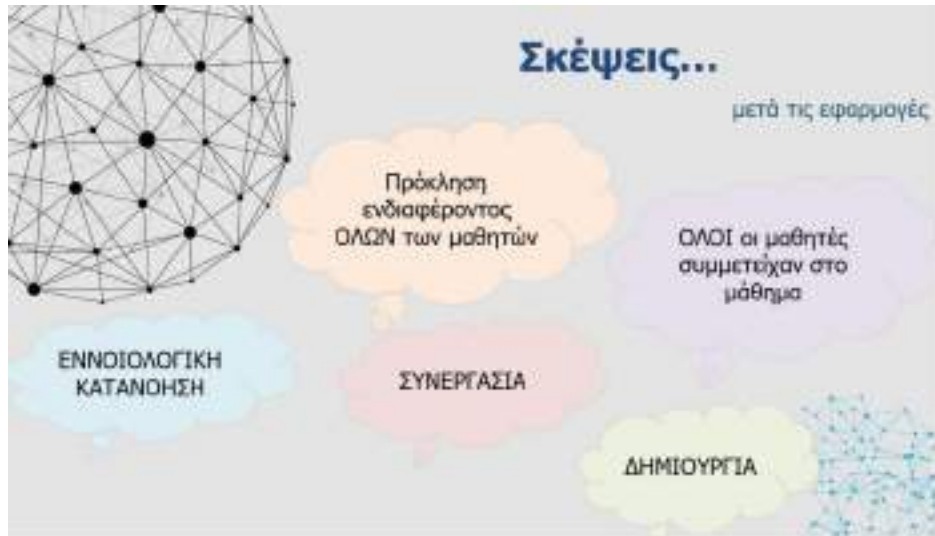 Σκέψεις...
μετά τις εφαρμογές
Πρόκληση
ενδιαφέροντος
ΟΛΩΝ των μαθητών
ΟΛΟΙ οι μαθητές
συμμετείχαν στο
μάθημα
ΕΝΝΟΙΟΛΟΓΙΚΗ
ΚΑΤΑΝΟΗΣΗ
ΣΥΝΕΡΓΑΣΙΑ
ΔΗΜΙΟΥΡΓΙΑ